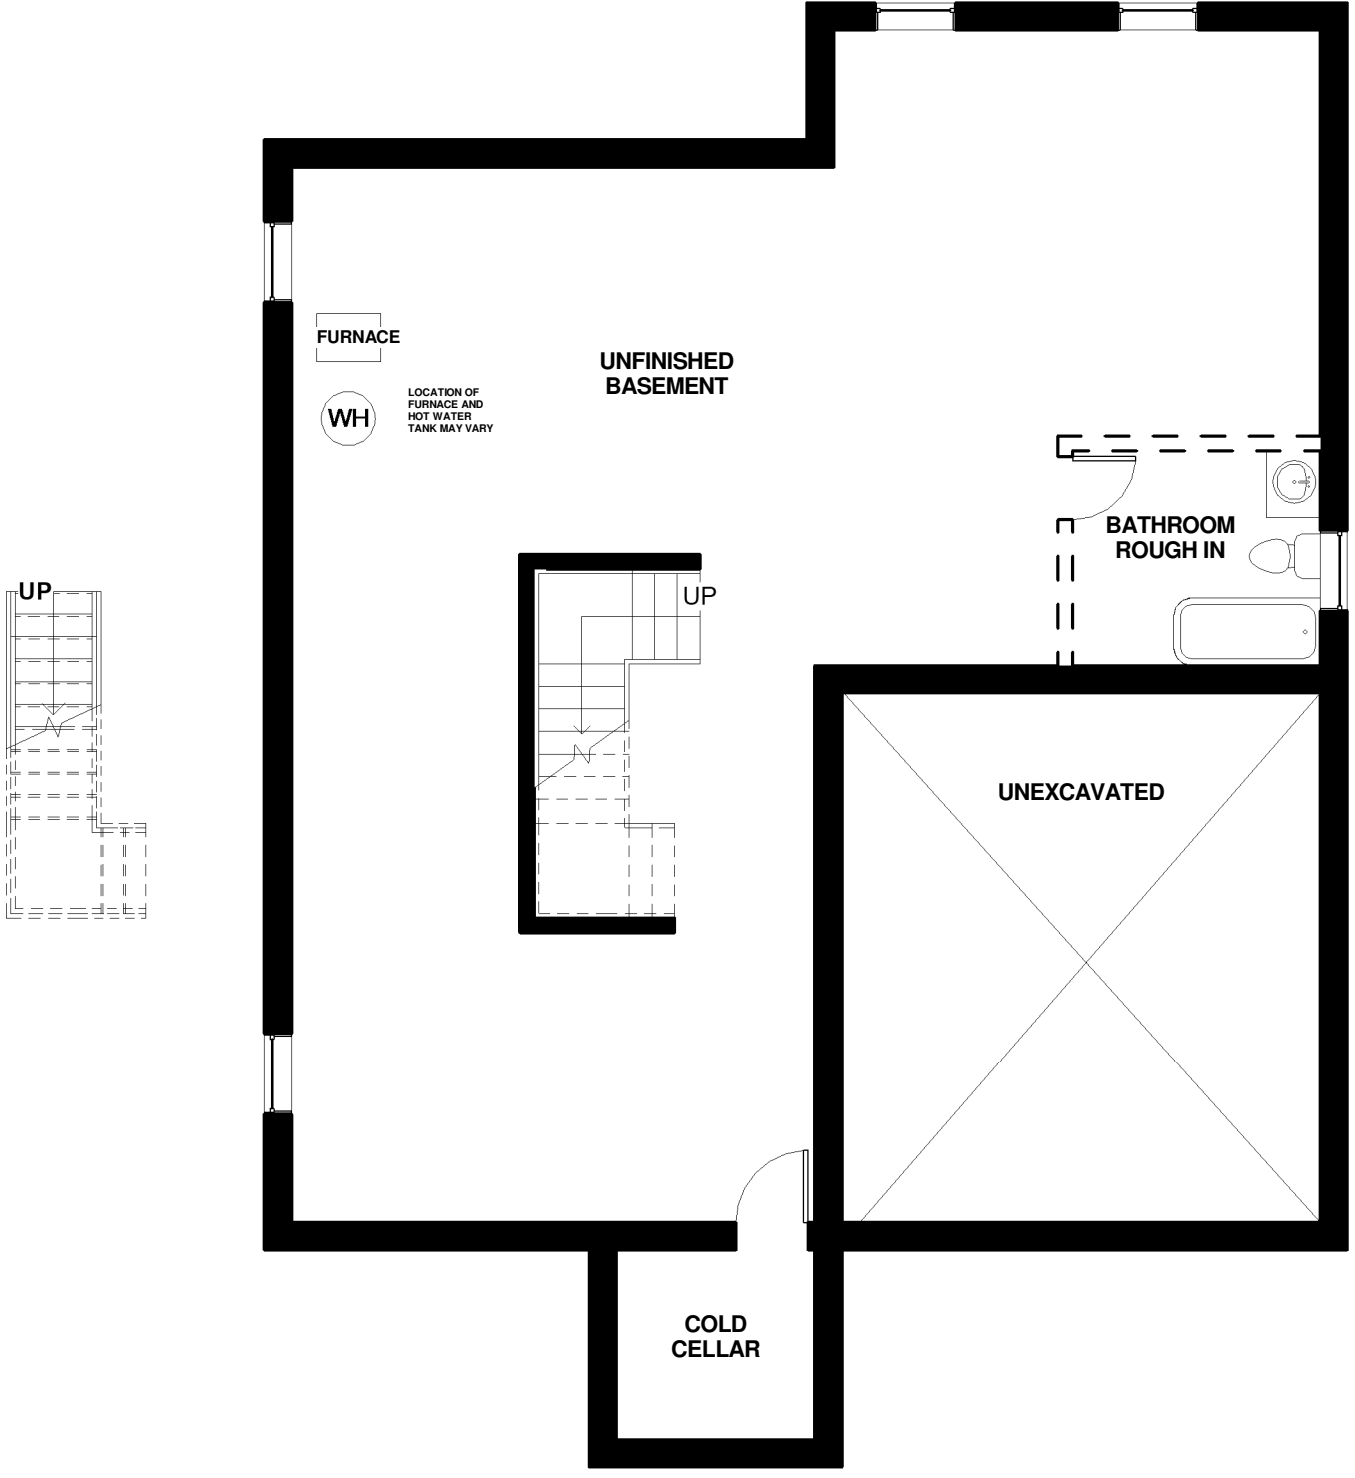 FURNACE
WH
LOCATION OF
FURNACE AND
HOT WATER
TANK MAY VARY
UNFINISHED
BASEMENT
BATHROOM
ROUGH IN
UP
UP
UNEXCAVATED
COLD
CELLAR